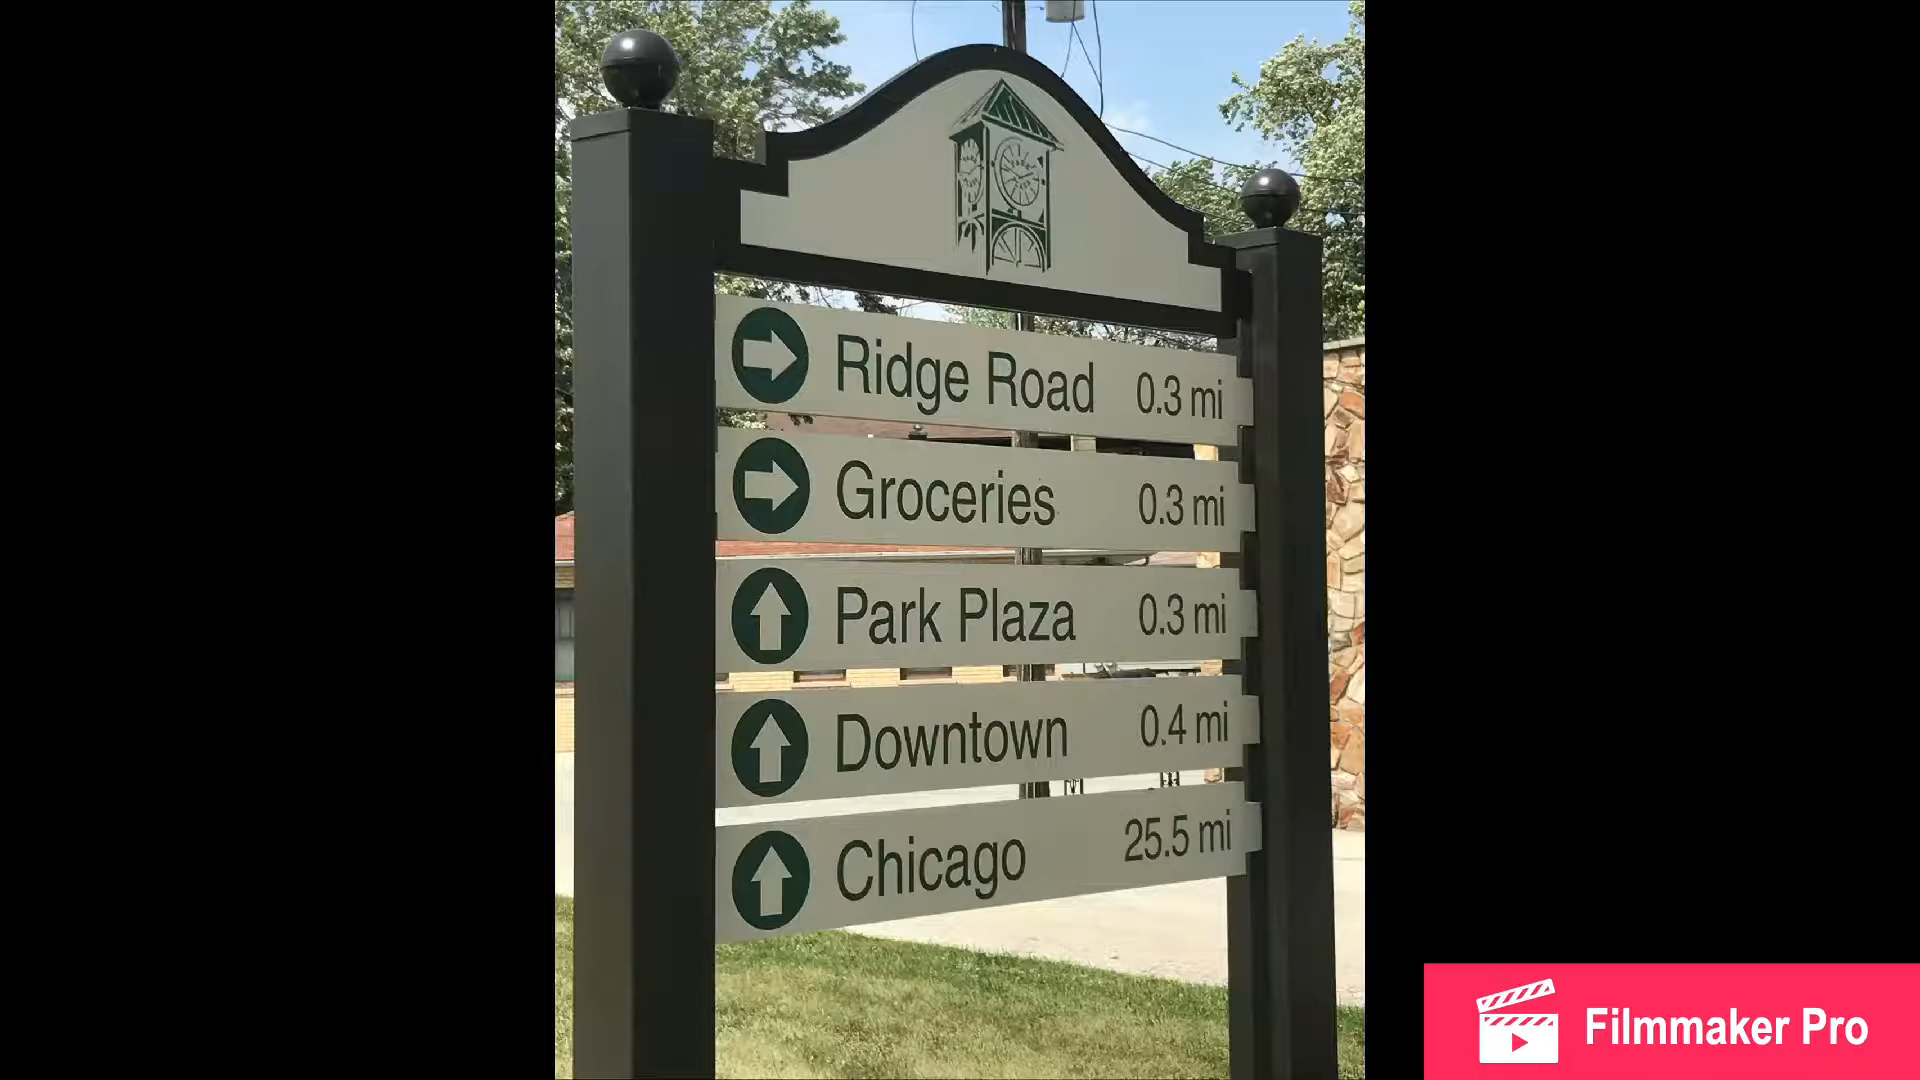 Ridge Road 0.3 mi
Groceries 0.3 mi
Park Plaza 0.3 mi
Downtown 0.4 mi
Chicago 25.5 mi
Filmmaker Pro